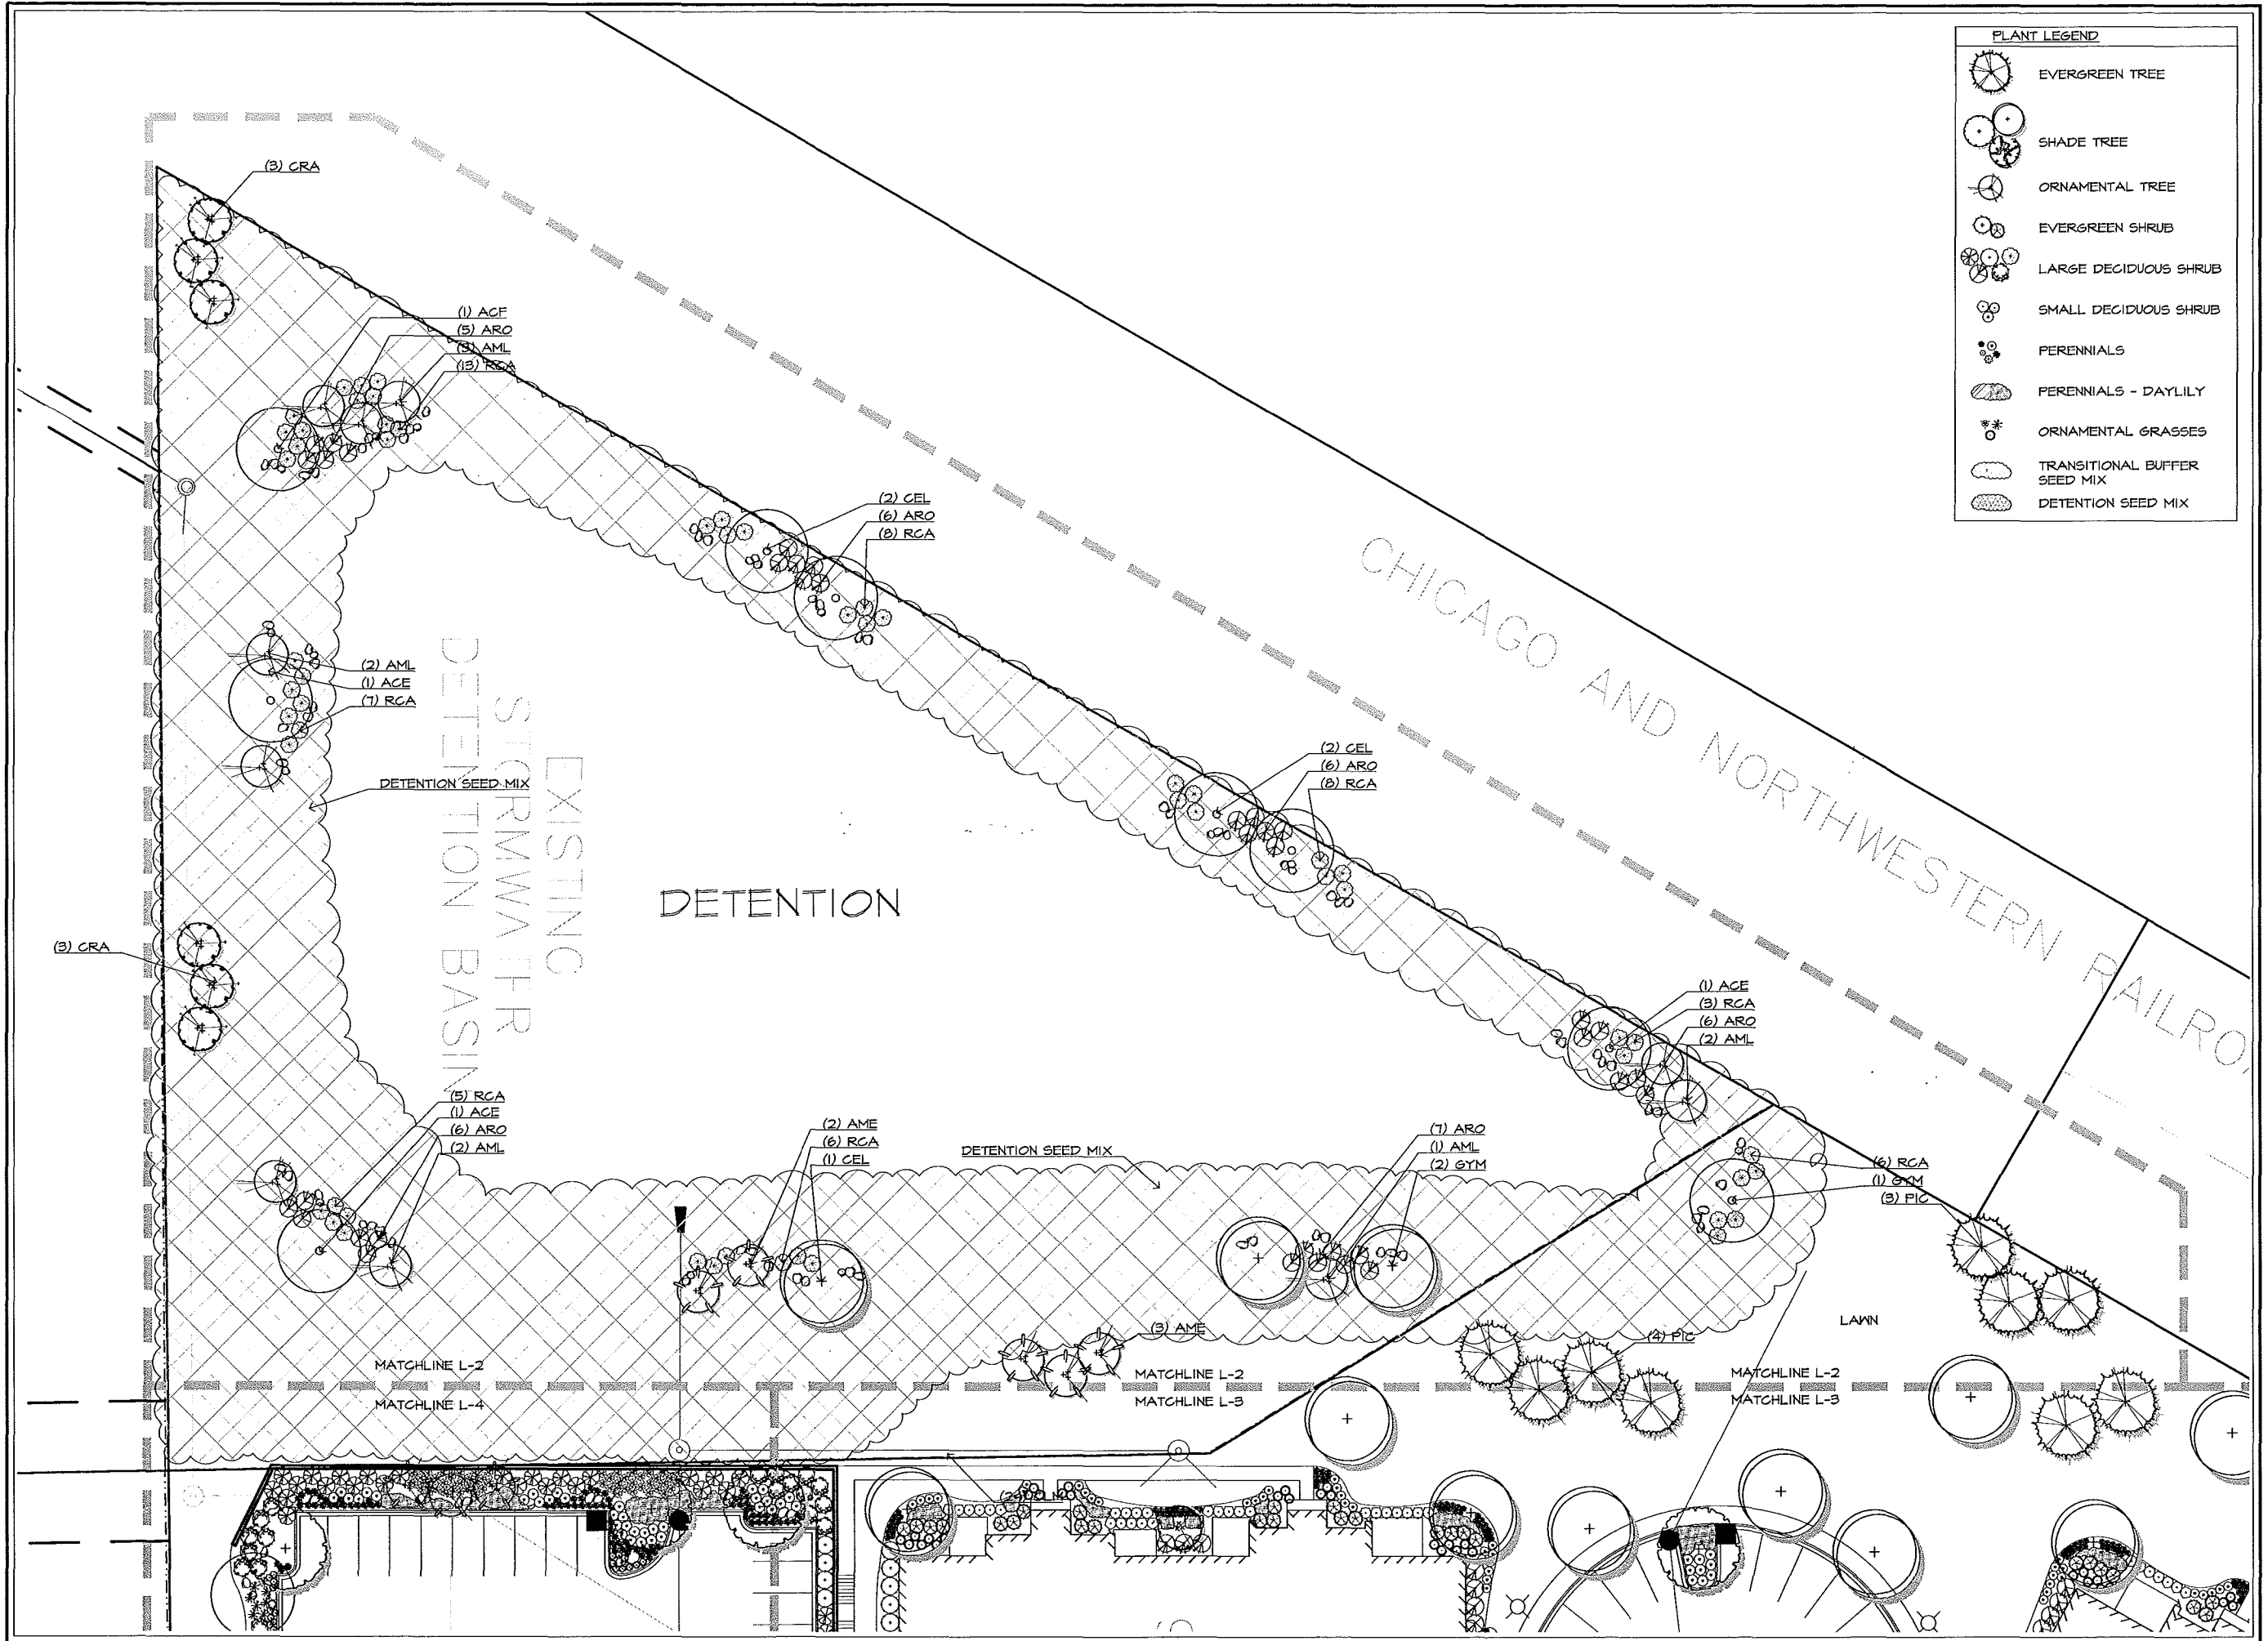 PLANT LEGEND
EVERGREEN TREE
SHADE TREE
ORNAMENTAL TREE
EVERGREEN SHRUB
LARGE DECIDUOUS SHRUB
SMALL DECIDUOUS SHRUB
PERENNIALS
PERENNIALS - DAYLILY
ORNAMENTAL GRASSES
TRANSITIONAL BUFFER
SEED MIX
DETENTION SEED MIX
(3) CRA
(1) ACF
(5) ARO
(3) AML
(13) RCA
(2) CEL
(6) ARO
(8) RCA
CHICAGO AND NORTHWESTERN RAILRO
(2) AML
(1) ACE
(7) RCA
DETENTION SEED MIX
EXISTING
STORMWATER
DETENTION BASIN
DETENTION
(2) CEL
(6) ARO
(8) RCA
(3) CRA
(1) ACE
(3) RCA
(6) ARO
(2) AML
(5) RCA
(1) ACE
(6) ARO
(2) AML
(2) AME
(6) RCA
(1) CEL
DETENTION SEED MIX
(7) ARO
(1) AML
(2) GYM
(6) RCA
(1) GYM
(3) PIC
(3) AME
(4) PIC
LAWN
MATCHLINE L-2
MATCHLINE L-4
MATCHLINE L-2
MATCHLINE L-3
MATCHLINE L-2
MATCHLINE L-3